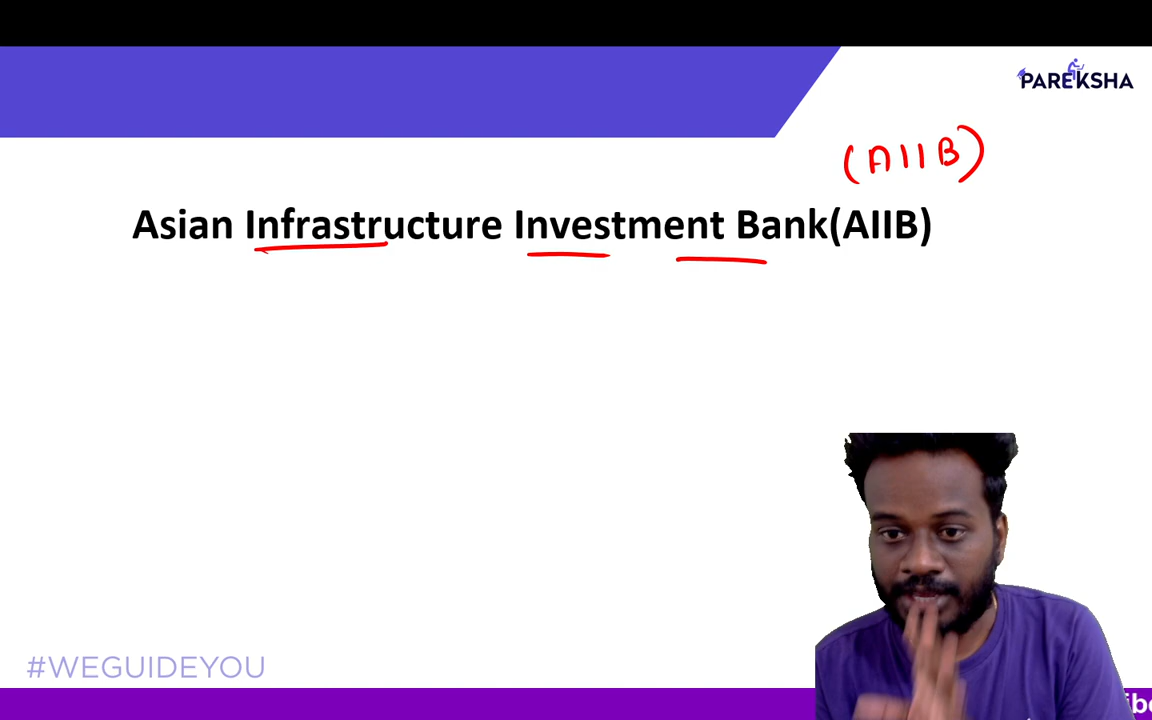 PAREKSHA
(AIIB)
Asian Infrastructure Investment Bank(AIIB)
#WEGUIDEYOU